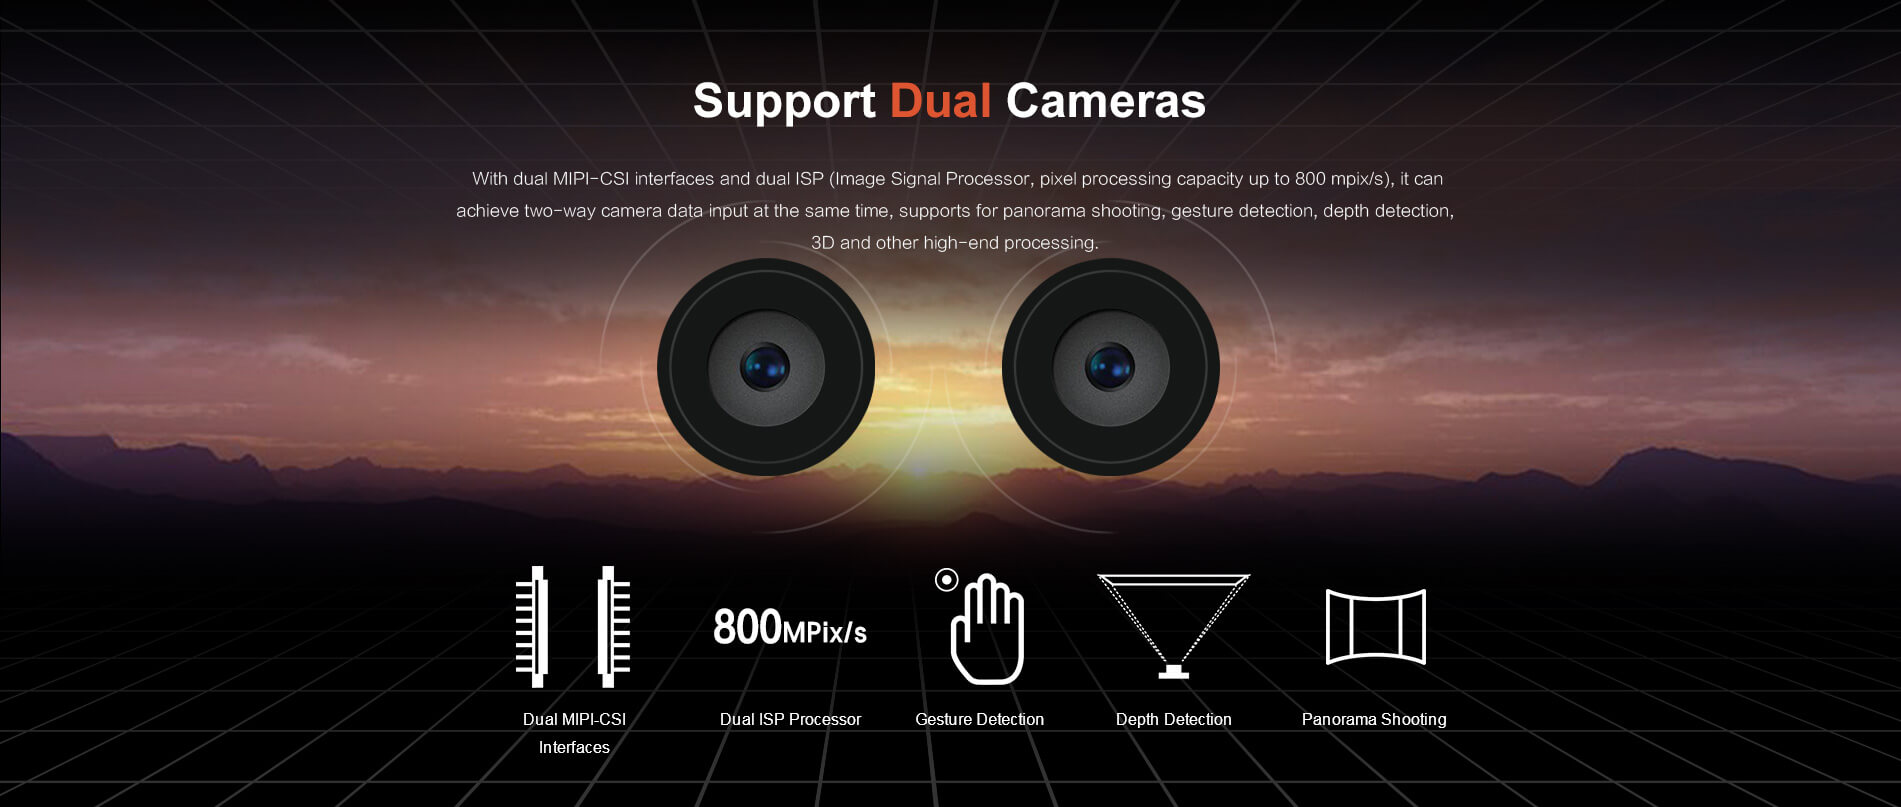 Support Dual Cameras
With dual MIPI-CSI interfaces and dual ISP (Image Signal Processor, pixel processing capacity up to 800 mpix/s), it can
achieve two-way camera data input at the same time, supports for panorama shooting, gesture detection, depth detection,
3D and other high-end processing.
800MPix/s
Dual MIPI-CSI
Interfaces
Dual ISP Processor
Gesture Detection
Depth Detection
Panorama Shooting